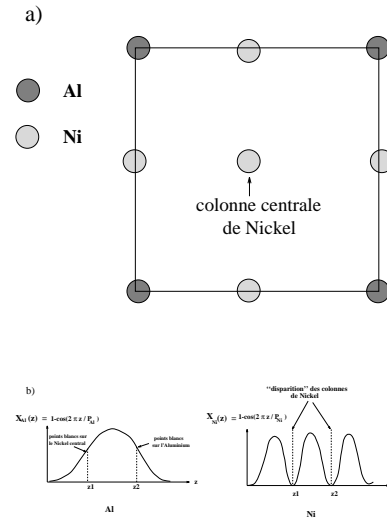 a)
Al
Ni
colonne centrale
de Nickel
b)
X_Al(z) = 1-cos(2 π z / P_Al)
points blancs sur
le Nickel central
points blancs
sur l'Aluminium
z1
z2
z
Al
"disparition" des colonnes
de Nickel
X_Ni(z) = 1-cos(2 π z / P_Ni)
z1
z2
z
Ni